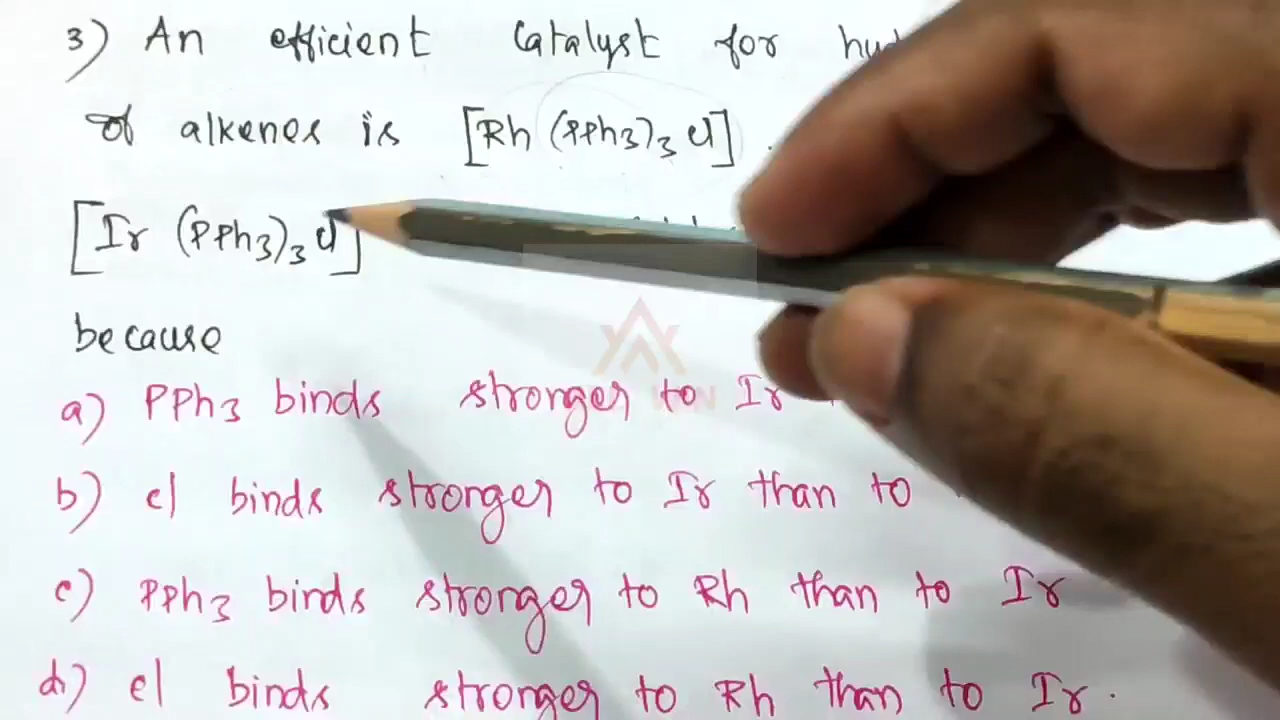 3) An efficient Catalyst for
of alkenes is [Rh (PPh3)3 Cl].
[Ir (PPh3)3 Cl]
because
a) PPh3 binds stronger to Ir
b) cl binds stronger to Ir than to
c) PPh3 binds stronger to Rh than to Ir
d) cl binds stronger to Rh than to Ir.